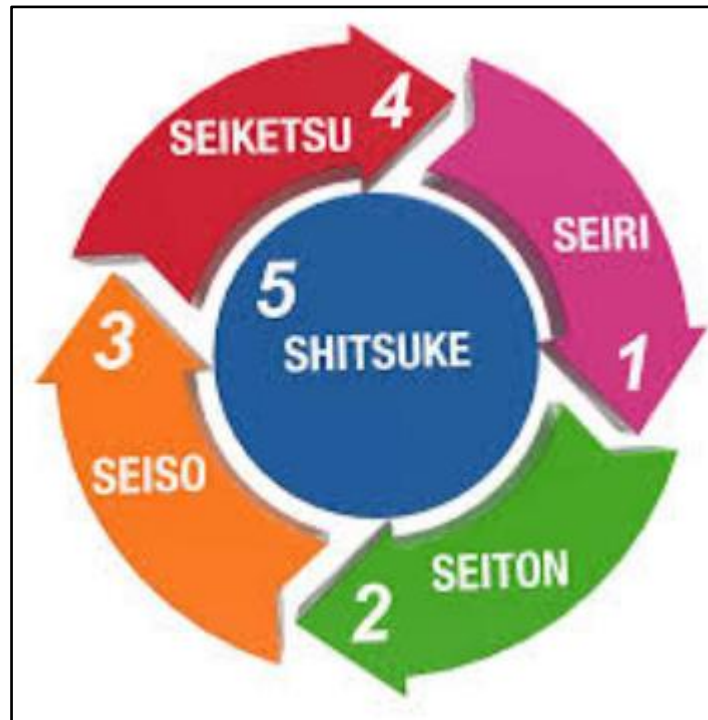 SEIRI
1
SEITON
2
SEISO
3
SEIKETSU
4
5
SHITSUKE